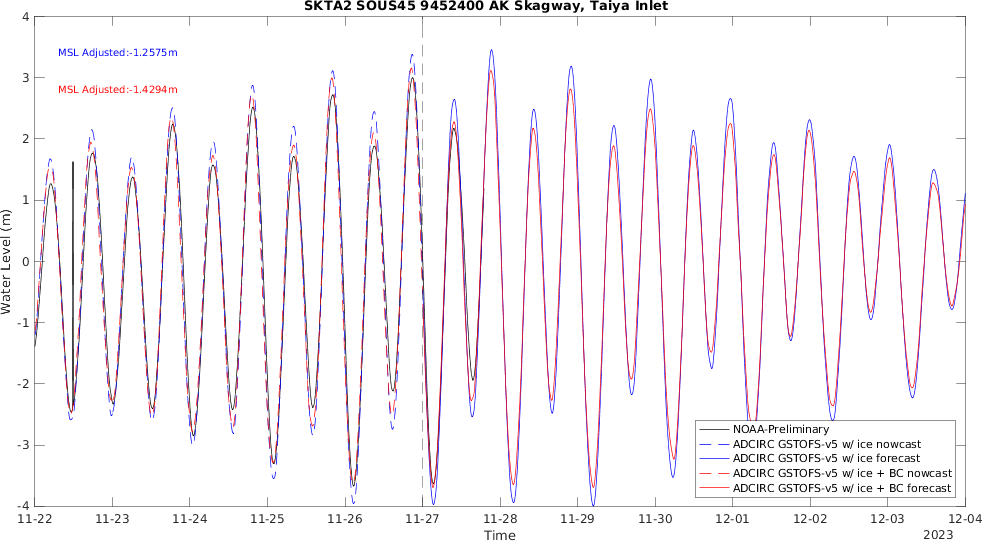 SKTA2 SOUS45 9452400 AK Skagway, Taiya Inlet
MSL Adjusted:-1.2575m
MSL Adjusted:-1.4294m
Water Level (m)
4
3
2
1
0
-1
-2
-3
-4
NOAA-Preliminary
ADCIRC GSTOFS-v5 w/ ice nowcast
ADCIRC GSTOFS-v5 w/ ice forecast
ADCIRC GSTOFS-v5 w/ ice + BC nowcast
ADCIRC GSTOFS-v5 w/ ice + BC forecast
11-22 11-23 11-24 11-25 11-26 11-27 11-28 11-29 11-30 12-01 12-02 12-03 12-04
Time
2023